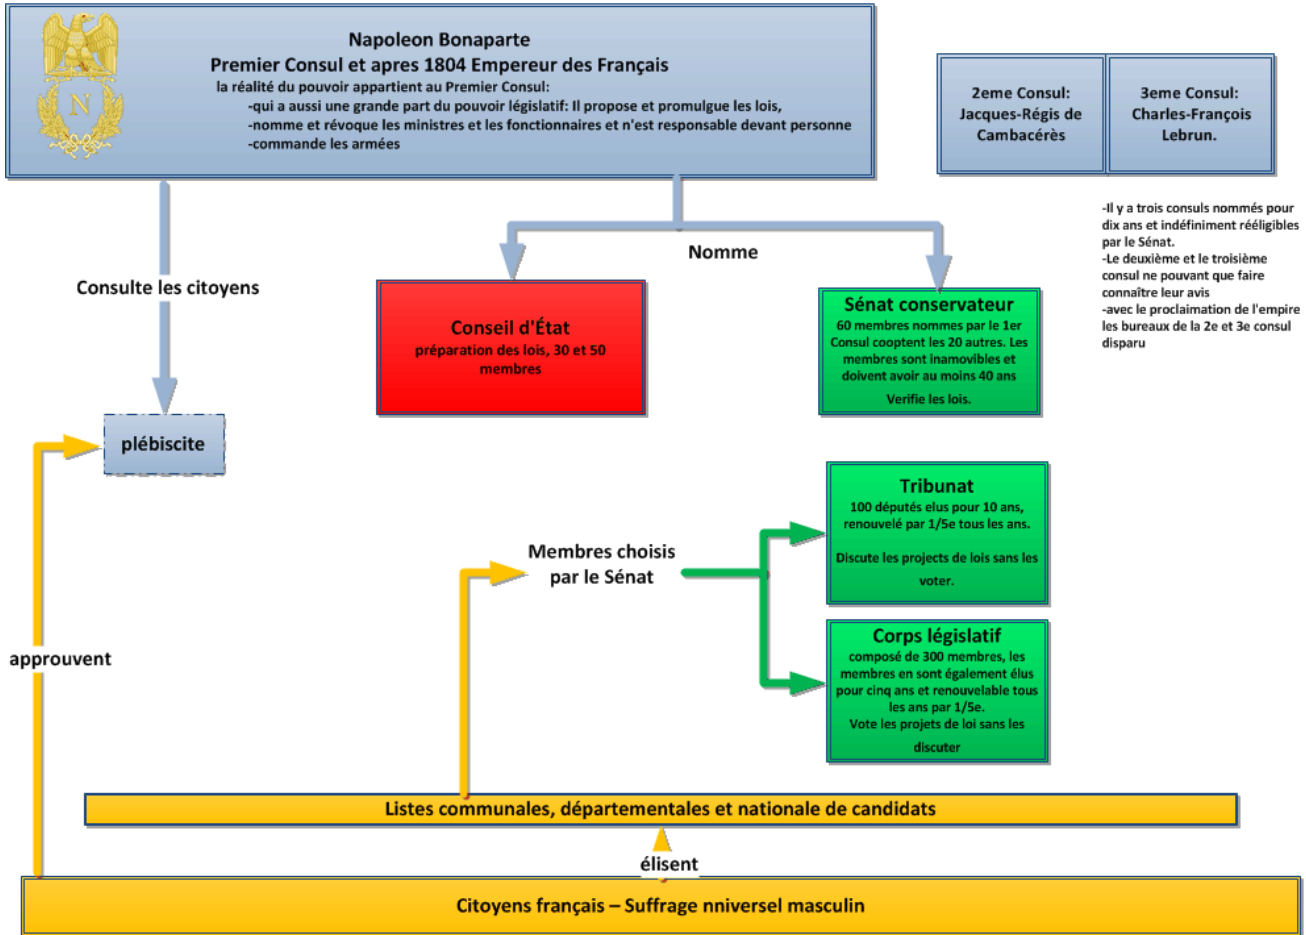 Napoleon Bonaparte
Premier Consul et apres 1804 Empereur des Français
la réalité du pouvoir appartient au Premier Consul:
-qui a aussi une grande part du pouvoir législatif: Il propose et promulgue les lois,
-nomme et révoque les ministres et les fonctionnaires et n'est responsable devant personne
-commande les armées
N
2eme Consul:
Jacques-Régis de
Cambacérès
3eme Consul:
Charles-François
Lebrun.
-Il y a trois consuls nommés pour
dix ans et indéfiniment rééligibles
par le Sénat.
-Le deuxième et le troisième
consul ne pouvant que faire
connaître leur avis
-avec le proclaimation de l'empire
les bureaux de la 2e et 3e consul
disparu
Nomme
Consulte les citoyens
Conseil d'État
préparation des lois, 30 et 50
membres
Sénat conservateur
60 membres nommes par le 1er
Consul cooptent les 20 autres. Les
membres sont inamovibles et
doivent avoir au moins 40 ans
Verifie les lois.
plébiscite
Tribunat
100 députés elus pour 10 ans,
renouvelé par 1/5e tous les ans.
Discute les projects de lois sans les
voter.
Membres choisis
par le Sénat
Corps législatif
composé de 300 membres, les
membres en sont également élus
pour cinq ans et renouvelable tous
les ans par 1/5e.
Vote les projets de loi sans les
discuter
approuvent
Listes communales, départementales et nationale de candidats
élisent
Citoyens français – Suffrage nniversel masculin